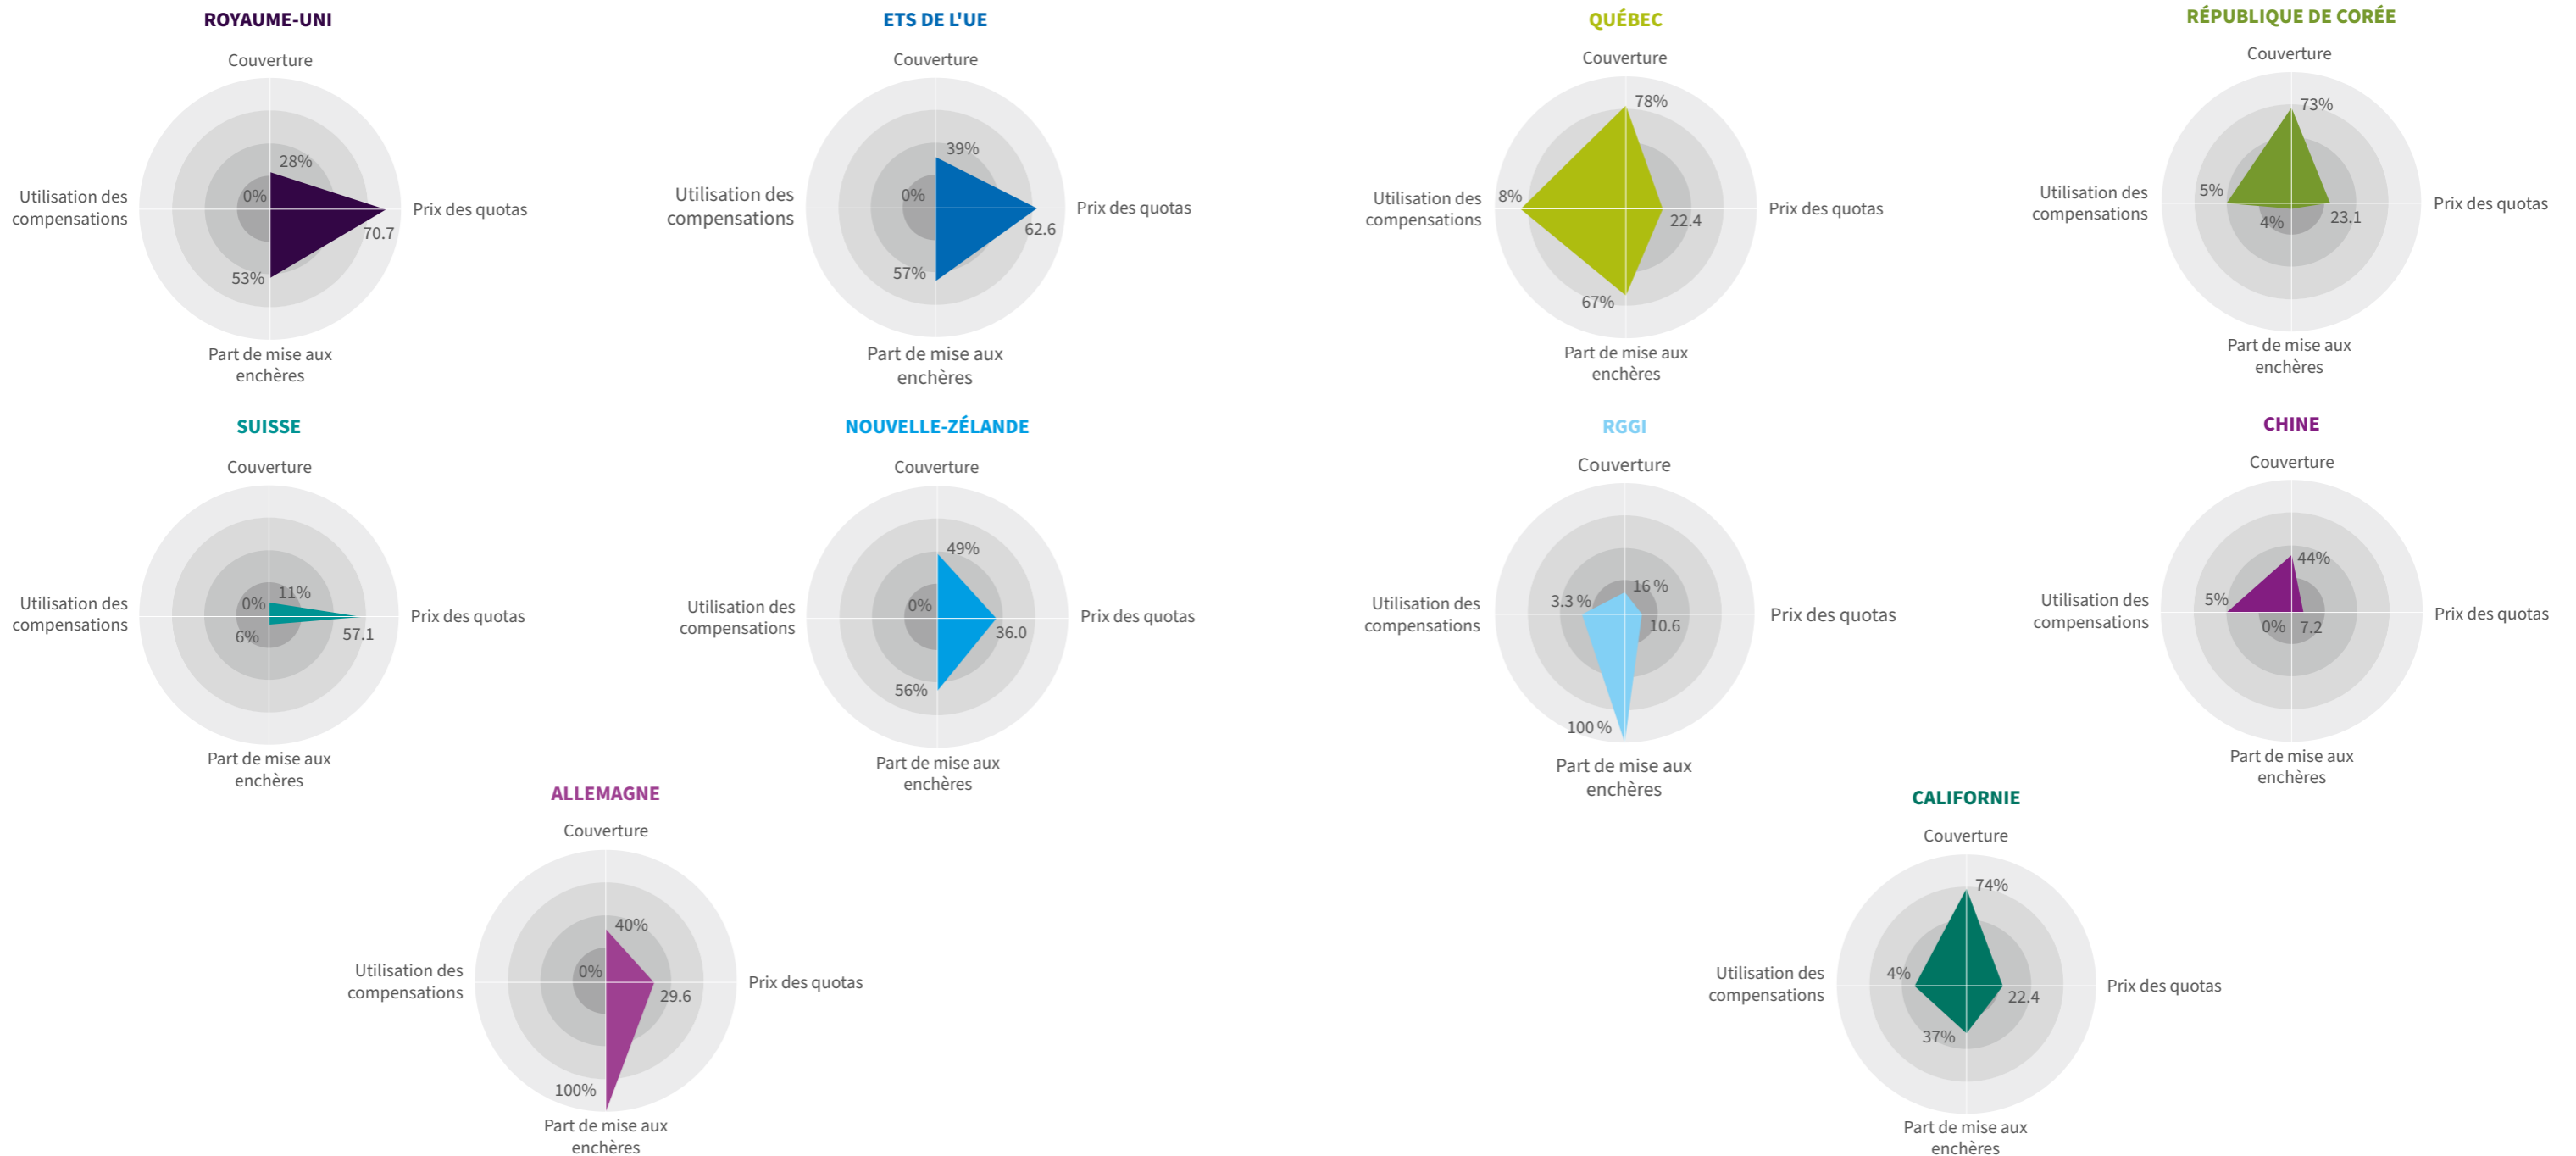 ROYAUME-UNI
Couverture
28%
0%
Utilisation des
compensations
Prix des quotas
70.7
53%
Part de mise aux
enchères
ETS DE L'UE
Couverture
39%
0%
Utilisation des
compensations
Prix des quotas
62.6
57%
Part de mise aux
enchères
QUÉBEC
Couverture
78%
8%
Utilisation des
compensations
Prix des quotas
22.4
67%
Part de mise aux
enchères
RÉPUBLIQUE DE CORÉE
Couverture
73%
5%
Utilisation des
compensations
Prix des quotas
23.1
4%
Part de mise aux
enchères
SUISSE
Couverture
11%
0%
Utilisation des
compensations
Prix des quotas
57.1
6%
Part de mise aux
enchères
NOUVELLE-ZÉLANDE
Couverture
49%
0%
Utilisation des
compensations
Prix des quotas
36.0
56%
Part de mise aux
enchères
RGGI
Couverture
16 %
3.3 %
Utilisation des
compensations
Prix des quotas
10.6
100 %
Part de mise aux
enchères
CHINE
Couverture
44%
5%
Utilisation des
compensations
Prix des quotas
0%
7.2
Part de mise aux
enchères
ALLEMAGNE
Couverture
40%
0%
Utilisation des
compensations
Prix des quotas
29.6
100%
Part de mise aux
enchères
CALIFORNIE
Couverture
74%
4%
Utilisation des
compensations
Prix des quotas
22.4
37%
Part de mise aux
enchères